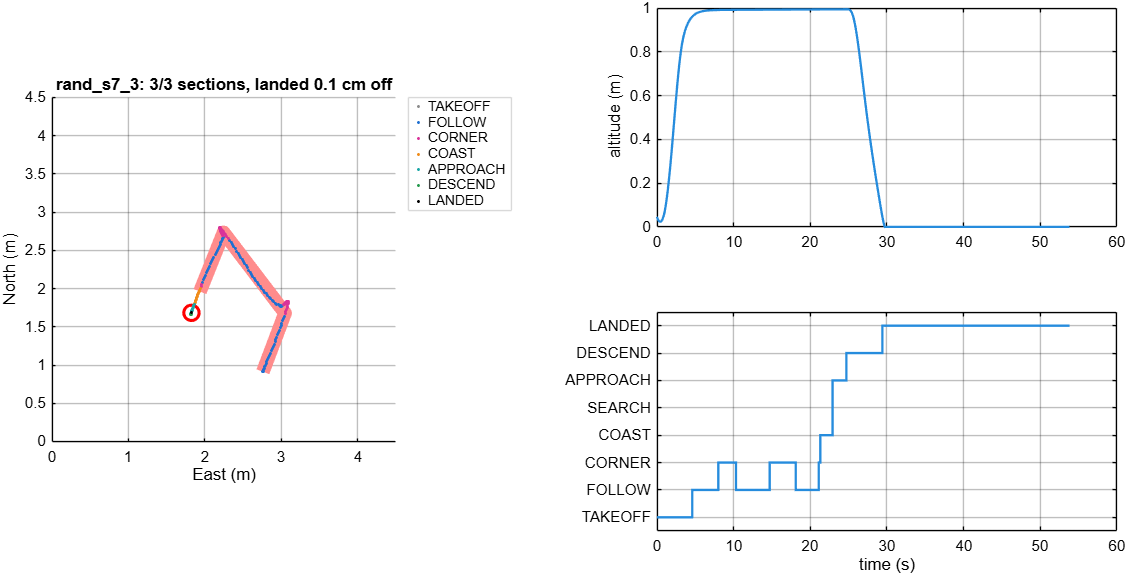 rand_s7_3: 3/3 sections, landed 0.1 cm off
4.5
4
3.5
3
2.5
2
1.5
1
0.5
0
North (m)
0
1
2
3
4
East (m)
TAKEOFF
FOLLOW
CORNER
COAST
APPROACH
DESCEND
LANDED
1
0.8
0.6
0.4
0.2
0
altitude (m)
0
10
20
30
40
50
60
LANDED
DESCEND
APPROACH
SEARCH
COAST
CORNER
FOLLOW
TAKEOFF
0
10
20
30
40
50
60
time (s)